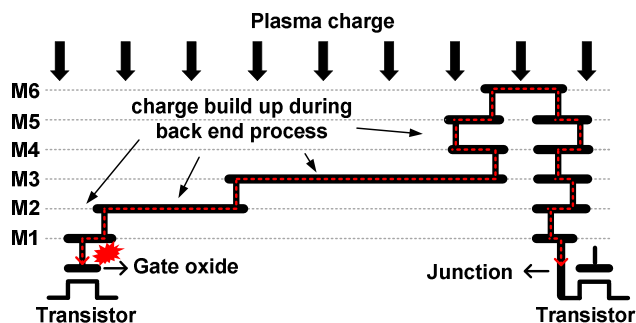 Plasma charge
M6
charge build up during
back end process
M5
M4
M3
M2
M1
Gate oxide
Junction
Transistor
Transistor